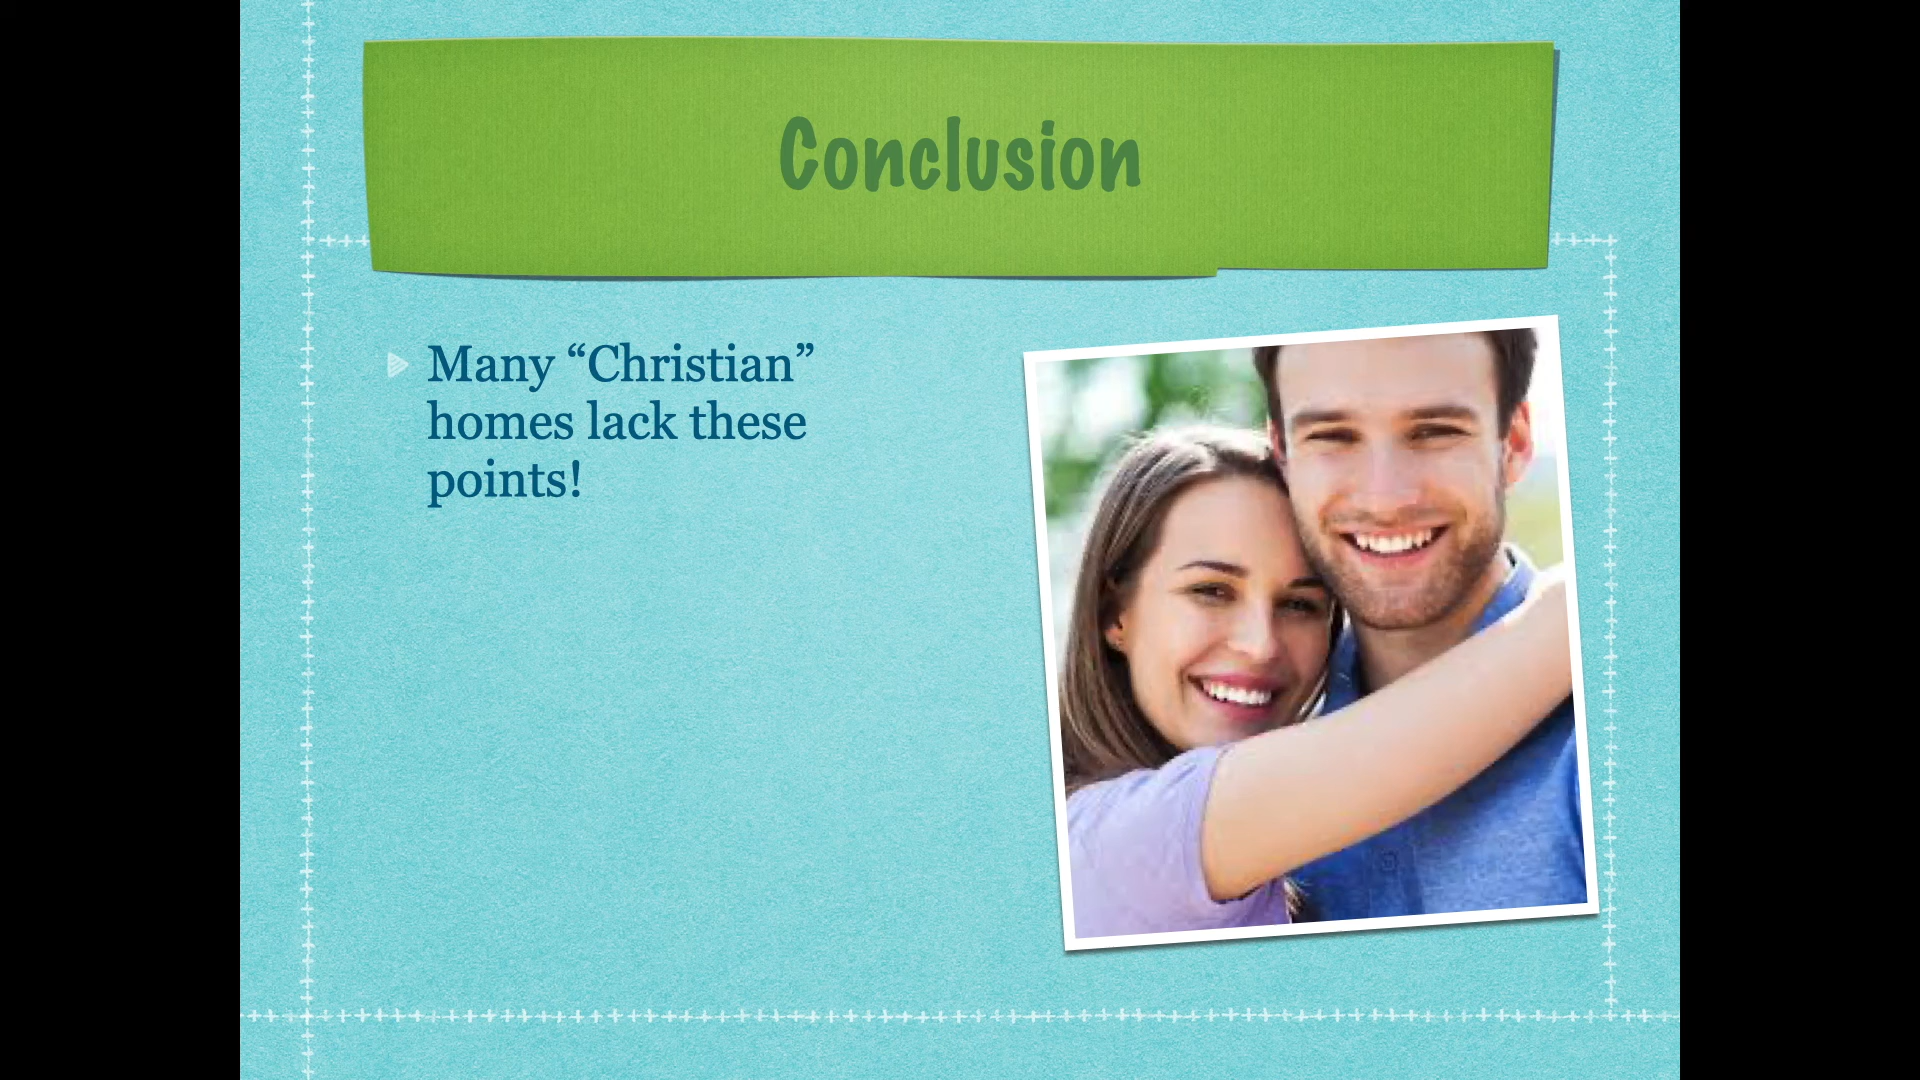 Conclusion
Many “Christian”
homes lack these
points!